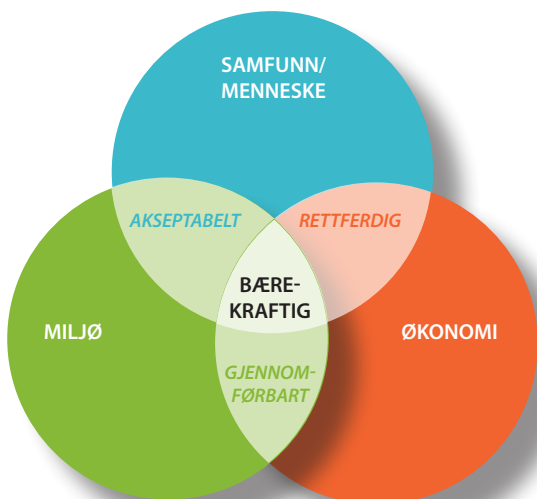 SAMFUNN/
MENNESKE
AKSEPTABELT
RETTFERDIG
BÆRE-
KRAFTIG
MILJØ
ØKONOMI
GJENNOM-
FØRBART